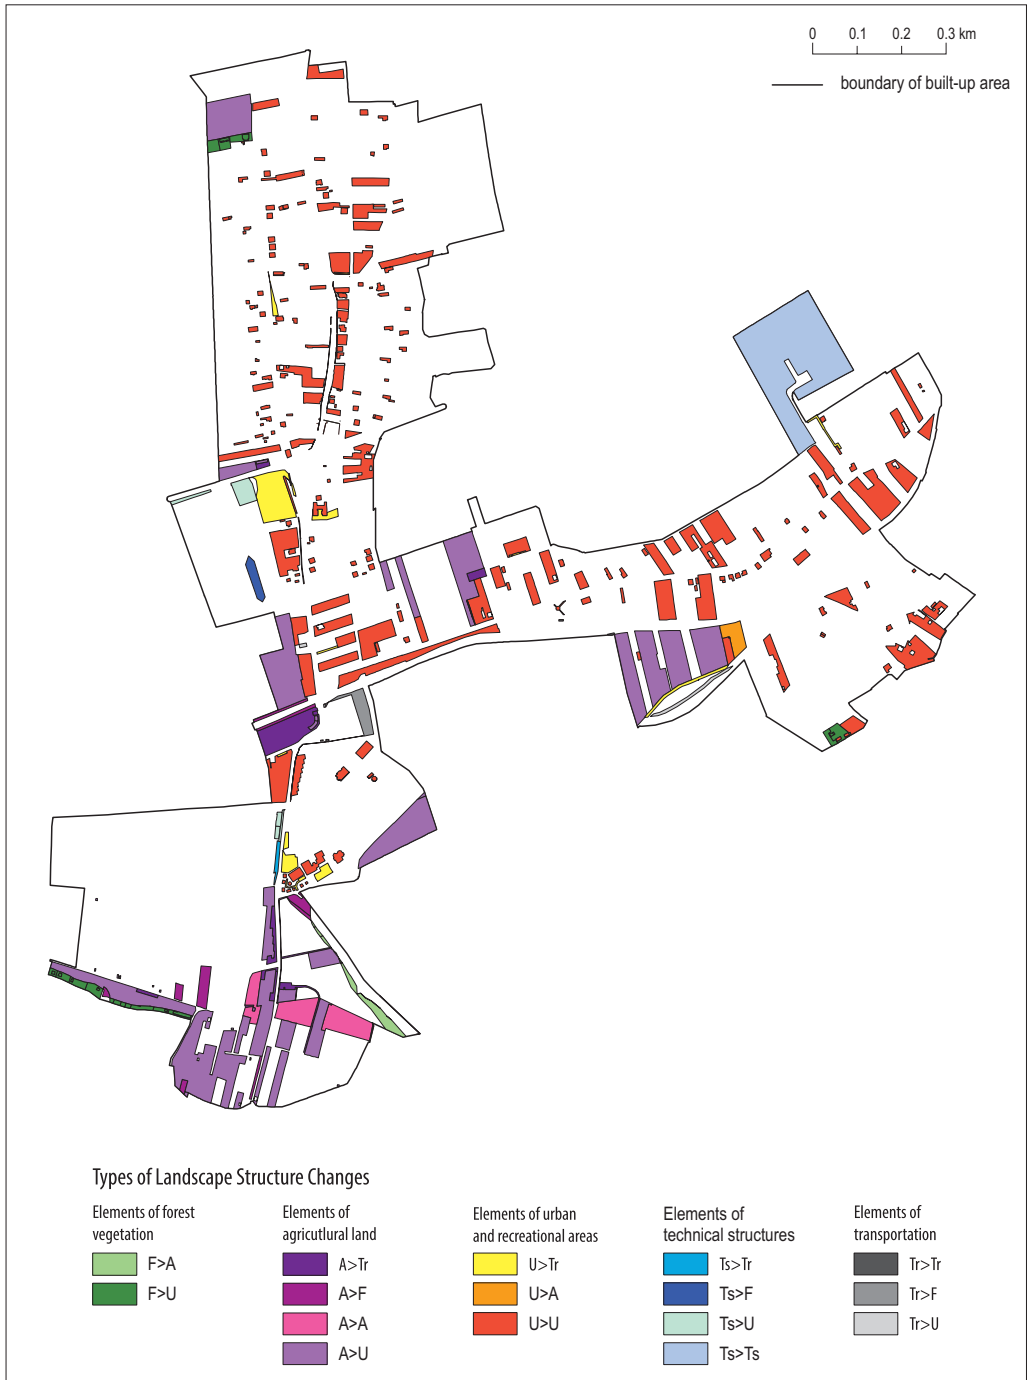 0 0.1 0.2 0.3 km
boundary of built-up area
Types of Landscape Structure Changes
Elements of forest
vegetation
F>A
F>U
Elements of
agricutlural land
A>Tr
A>F
A>A
A>U
Elements of urban
and recreational areas
U>Tr
U>A
U>U
Elements of
technical structures
Ts>Tr
Ts>F
Ts>U
Ts>Ts
Elements of
transportation
Tr>Tr
Tr>F
Tr>U